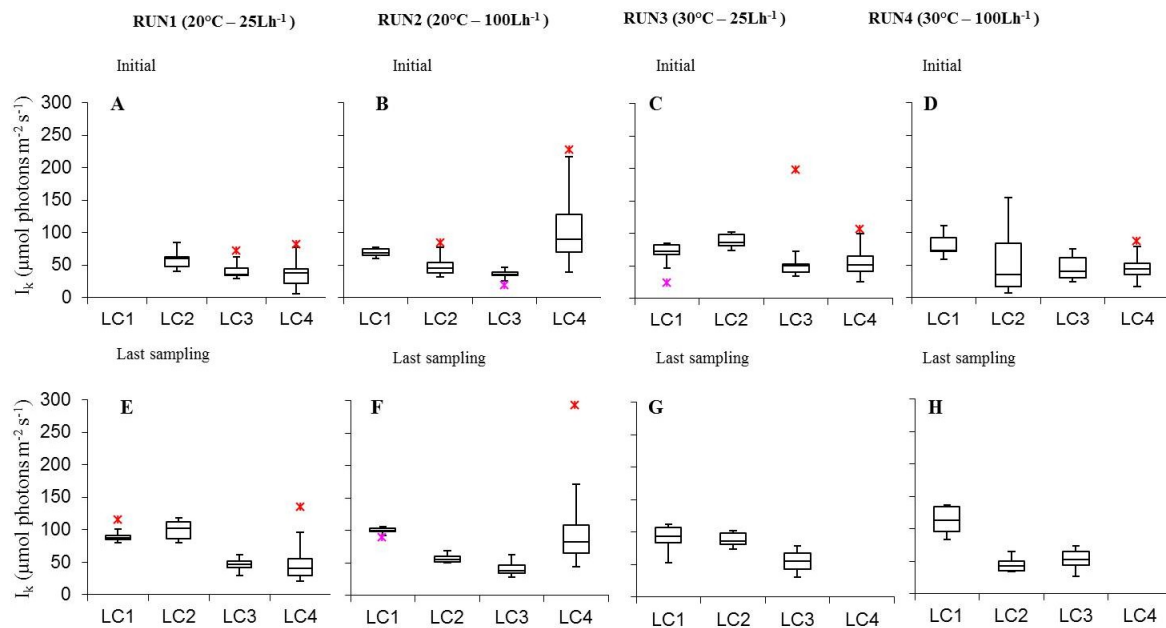 RUN1 (20°C – 25Lh⁻¹) RUN2 (20°C – 100Lh⁻¹) RUN3 (30°C – 25Lh⁻¹) RUN4 (30°C – 100Lh⁻¹)
Initial Initial Initial Initial
A B C D
Iₖ (µmol photons m⁻² s⁻¹)
300
250
200
150
100
50
0
LC1 LC2 LC3 LC4 LC1 LC2 LC3 LC4 LC1 LC2 LC3 LC4 LC1 LC2 LC3 LC4
Last sampling Last sampling Last sampling Last sampling
E F G H
Iₖ (µmol photons m⁻² s⁻¹)
300
250
200
150
100
50
0
LC1 LC2 LC3 LC4 LC1 LC2 LC3 LC4 LC1 LC2 LC3 LC4 LC1 LC2 LC3 LC4